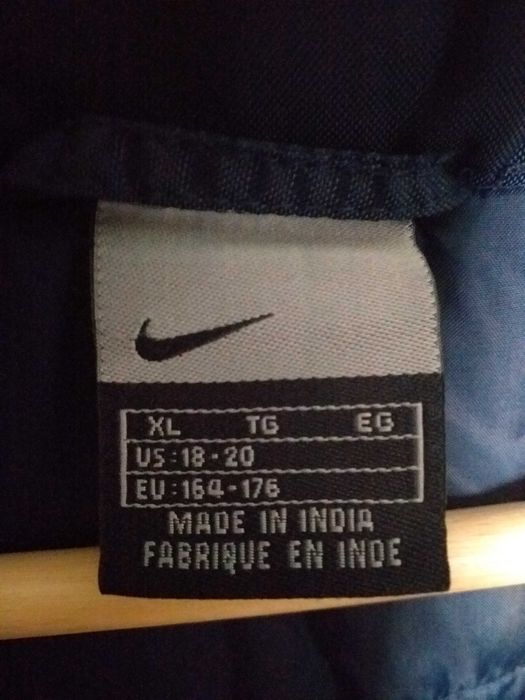 XL TG EG
US:18-20
EU:164-176
MADE IN INDIA
FABRIQUE EN INDE